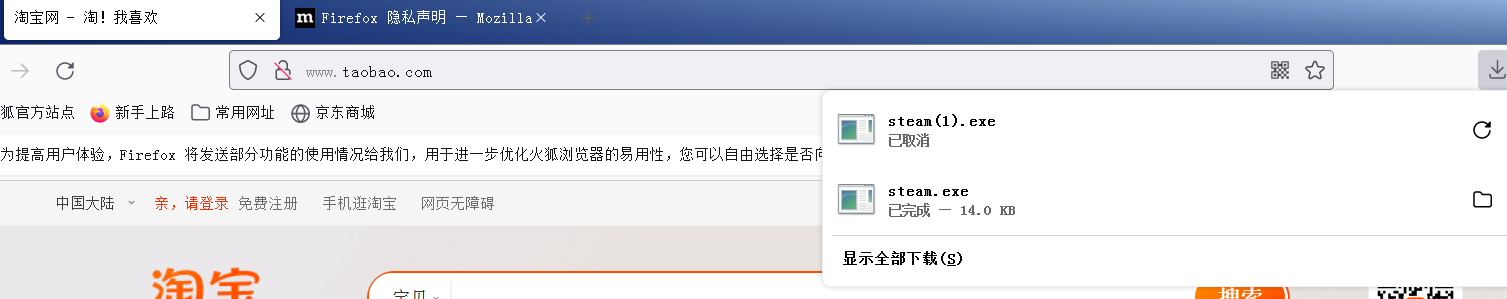 淘宝网 - 淘！我喜欢
Firefox 隐私声明 — Mozilla
www.taobao.com
狐官方站点 新手上路 常用网址 京东商城
为提高用户体验，Firefox 将发送部分功能的使用情况给我们，用于进一步优化火狐浏览器的易用性，您可以自由选择是否向
steam(1).exe
已取消
steam.exe
已完成 — 14.0 KB
显示全部下载(S)
中国大陆 亲，请登录 免费注册 手机逛淘宝 网页无障碍
淘宝
宝贝
搜索